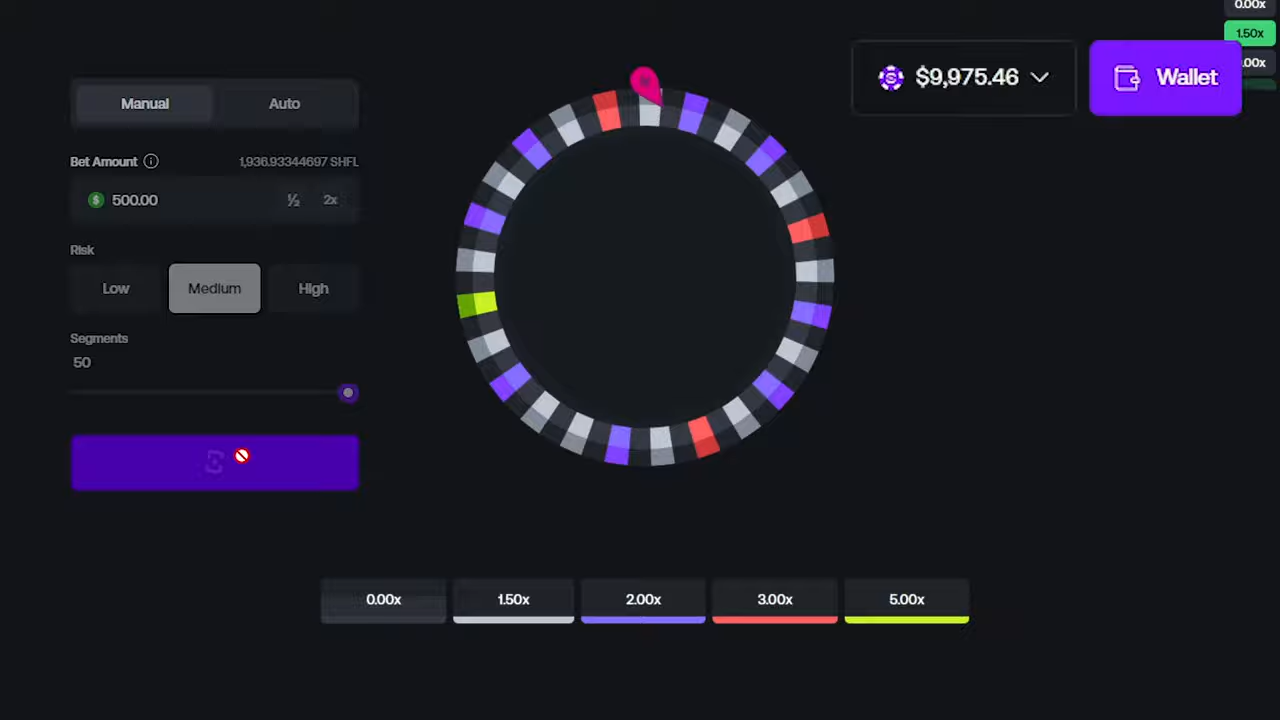 0.00x
1.50x
.00x
$9,975.46
Wallet
Manual
Auto
Bet Amount
1,936.93344697 SHFL
$ 500.00
½
2x
Risk
Low
Medium
High
Segments
50
0.00x
1.50x
2.00x
3.00x
5.00x